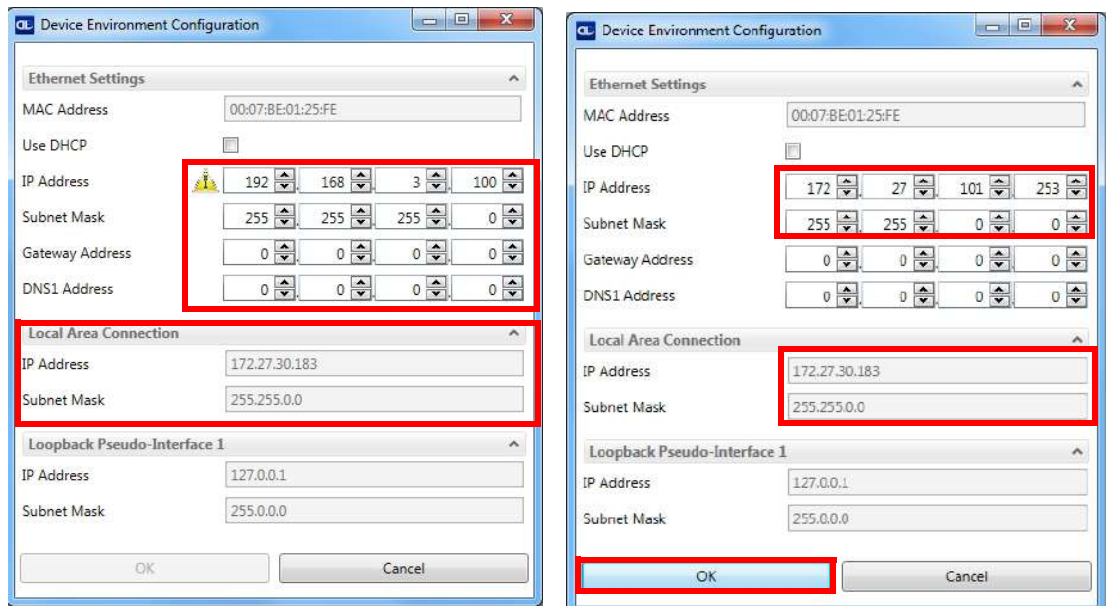 Device Environment Configuration
Ethernet Settings
MAC Address 00:07:BE:01:25:FE
Use DHCP
IP Address 192 . 168 . 3 . 100
Subnet Mask 255 . 255 . 255 . 0
Gateway Address 0 . 0 . 0 . 0
DNS1 Address 0 . 0 . 0 . 0
Local Area Connection
IP Address 172.27.30.183
Subnet Mask 255.255.0.0
Loopback Pseudo-Interface 1
IP Address 127.0.0.1
Subnet Mask 255.0.0.0
OK Cancel
Device Environment Configuration
Ethernet Settings
MAC Address 00:07:BE:01:25:FE
Use DHCP
IP Address 172 . 27 . 101 . 253
Subnet Mask 255 . 255 . 0 . 0
Gateway Address 0 . 0 . 0 . 0
DNS1 Address 0 . 0 . 0 . 0
Local Area Connection
IP Address 172.27.30.183
Subnet Mask 255.255.0.0
Loopback Pseudo-Interface 1
IP Address 127.0.0.1
Subnet Mask 255.0.0.0
OK Cancel